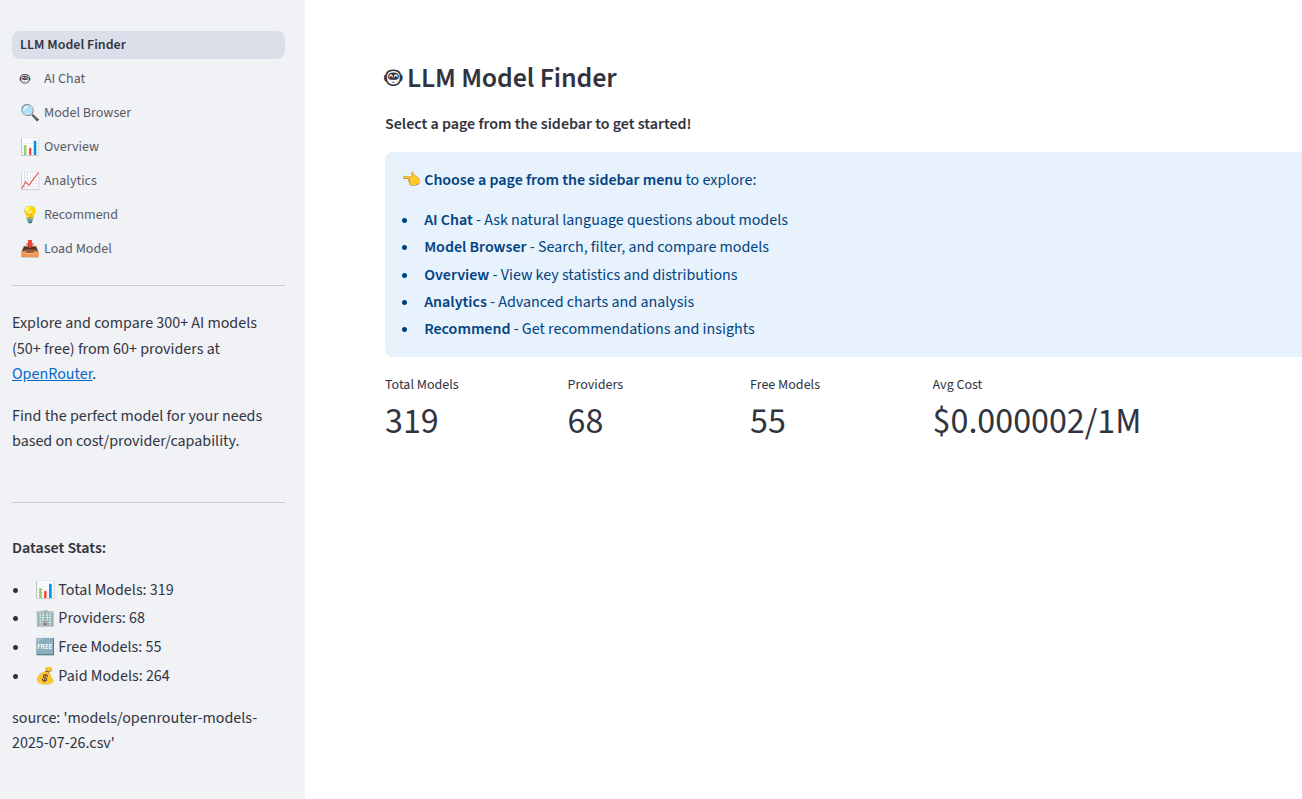 LLM Model Finder
AI Chat
Model Browser
Overview
Analytics
Recommend
Load Model
Explore and compare 300+ AI models
(50+ free) from 60+ providers at
OpenRouter.
Find the perfect model for your needs
based on cost/provider/capability.
Dataset Stats:
Total Models: 319
Providers: 68
FREE Free Models: 55
Paid Models: 264
source: 'models/openrouter-models-
2025-07-26.csv'
LLM Model Finder
Select a page from the sidebar to get started!
Choose a page from the sidebar menu to explore:
• AI Chat - Ask natural language questions about models
• Model Browser - Search, filter, and compare models
• Overview - View key statistics and distributions
• Analytics - Advanced charts and analysis
• Recommend - Get recommendations and insights
Total Models Providers Free Models Avg Cost
319 68 55 $0.000002/1M